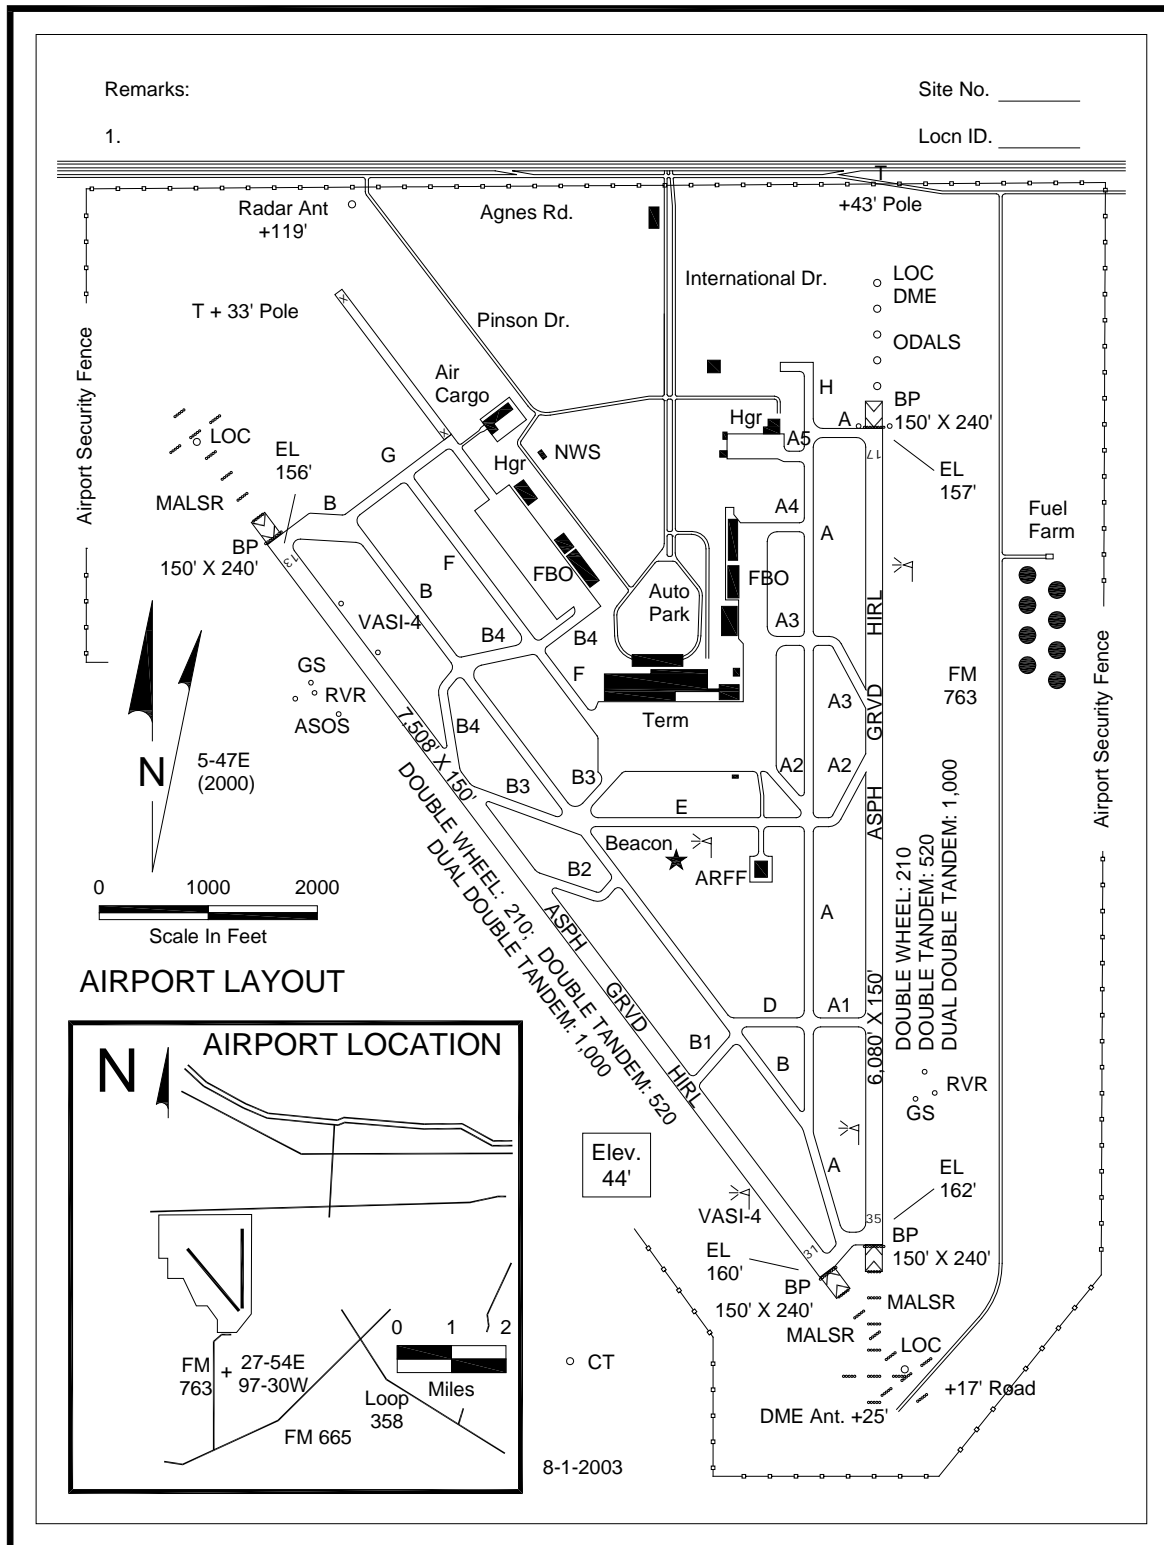 Remarks:
Site No.
1.
Locn ID.
T
Radar Ant
+119'
Agnes Rd.
+43' Pole
International Dr.
LOC
DME
T + 33' Pole
Pinson Dr.
ODALS
Airport Security Fence
Air
Cargo
H
BP
150' X 240'
A
Hgr
A5
LOC
EL
156'
G
Hgr
NWS
17
EL
157'
MALSR
B
A4
A
Fuel
Farm
BP
150' X 240'
13
F
B
FBO
FBO
Auto
Park
HIRL
VASI-4
B4
B4
A3
GS
RVR
ASOS
F
Term
A3
GRVD
FM
763
Airport Security Fence
B4
7,508' X 150'
N
5-47E
(2000)
B3
B3
A2
A2
ASPH
E
DOUBLE WHEEL: 210; DOUBLE TANDEM: 520
DUAL DOUBLE TANDEM: 1,000
Beacon
ARFF
B2
DOUBLE WHEEL: 210
DOUBLE TANDEM: 520
DUAL DOUBLE TANDEM: 1,000
0 1000 2000
Scale In Feet
ASPH
GRVD
HIRL
A
AIRPORT LAYOUT
D
A1
6,080' X 150'
B1
B
RVR
GS
AIRPORT LOCATION
N
Elev.
44'
A
EL
162'
VASI-4
35
31
BP
150' X 240'
EL
160'
BP
150' X 240'
MALSR
MALSR
LOC
0 1 2
Miles
FM
763
+ 27-54E
97-30W
Loop
358
FM 665
CT
+17' Road
DME Ant. +25'
8-1-2003
X
X